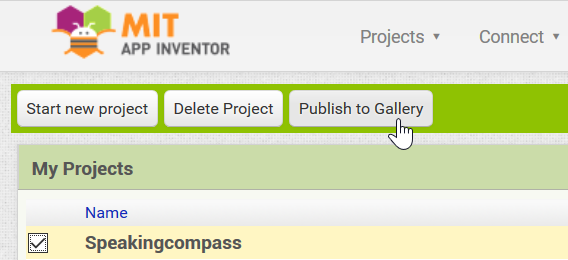 MIT
APP INVENTOR
Projects Connect
Start new project Delete Project Publish to Gallery
My Projects
Name
Speakingcompass